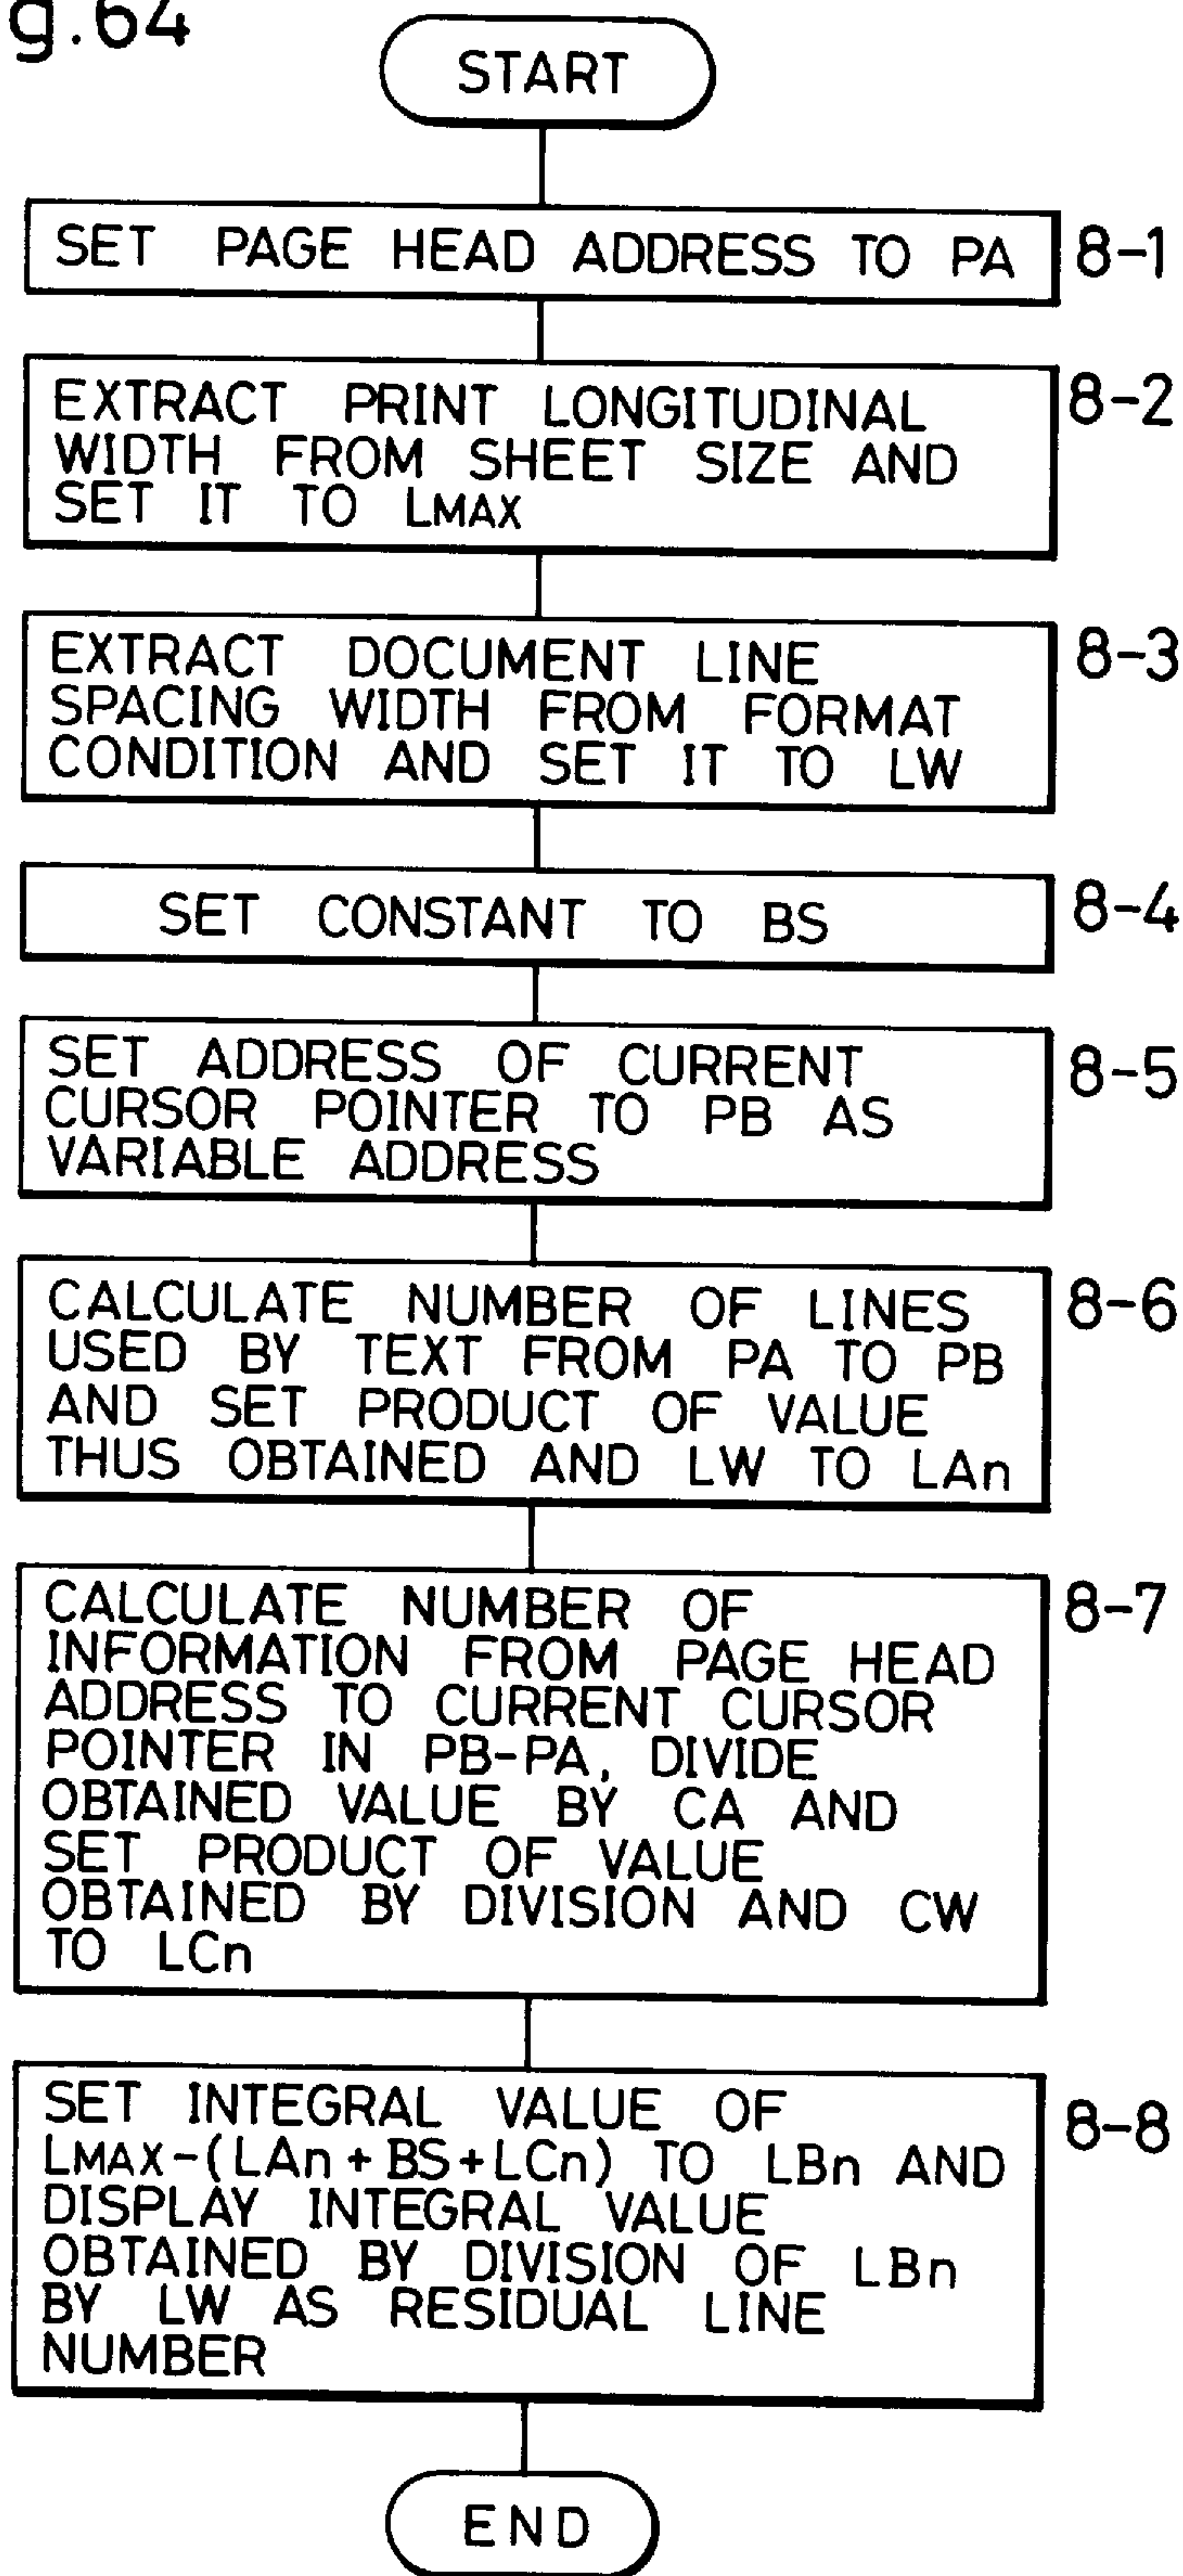 g.64
START
SET PAGE HEAD ADDRESS TO PA
8-1
EXTRACT PRINT LONGITUDINAL
WIDTH FROM SHEET SIZE AND
SET IT TO LMAX
8-2
EXTRACT DOCUMENT LINE
SPACING WIDTH FROM FORMAT
CONDITION AND SET IT TO LW
8-3
SET CONSTANT TO BS
8-4
SET ADDRESS OF CURRENT
CURSOR POINTER TO PB AS
VARIABLE ADDRESS
8-5
CALCULATE NUMBER OF LINES
USED BY TEXT FROM PA TO PB
AND SET PRODUCT OF VALUE
THUS OBTAINED AND LW TO LAn
8-6
CALCULATE NUMBER OF
INFORMATION FROM PAGE HEAD
ADDRESS TO CURRENT CURSOR
POINTER IN PB-PA, DIVIDE
OBTAINED VALUE BY CA AND
SET PRODUCT OF VALUE
OBTAINED BY DIVISION AND CW
TO LCn
8-7
SET INTEGRAL VALUE OF
LMAX-(LAn+BS+LCn) TO LBn AND
DISPLAY INTEGRAL VALUE
OBTAINED BY DIVISION OF LBn
BY LW AS RESIDUAL LINE
NUMBER
8-8
END